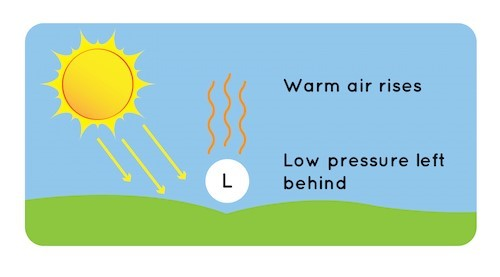 Warm air rises
L
Low pressure left
behind